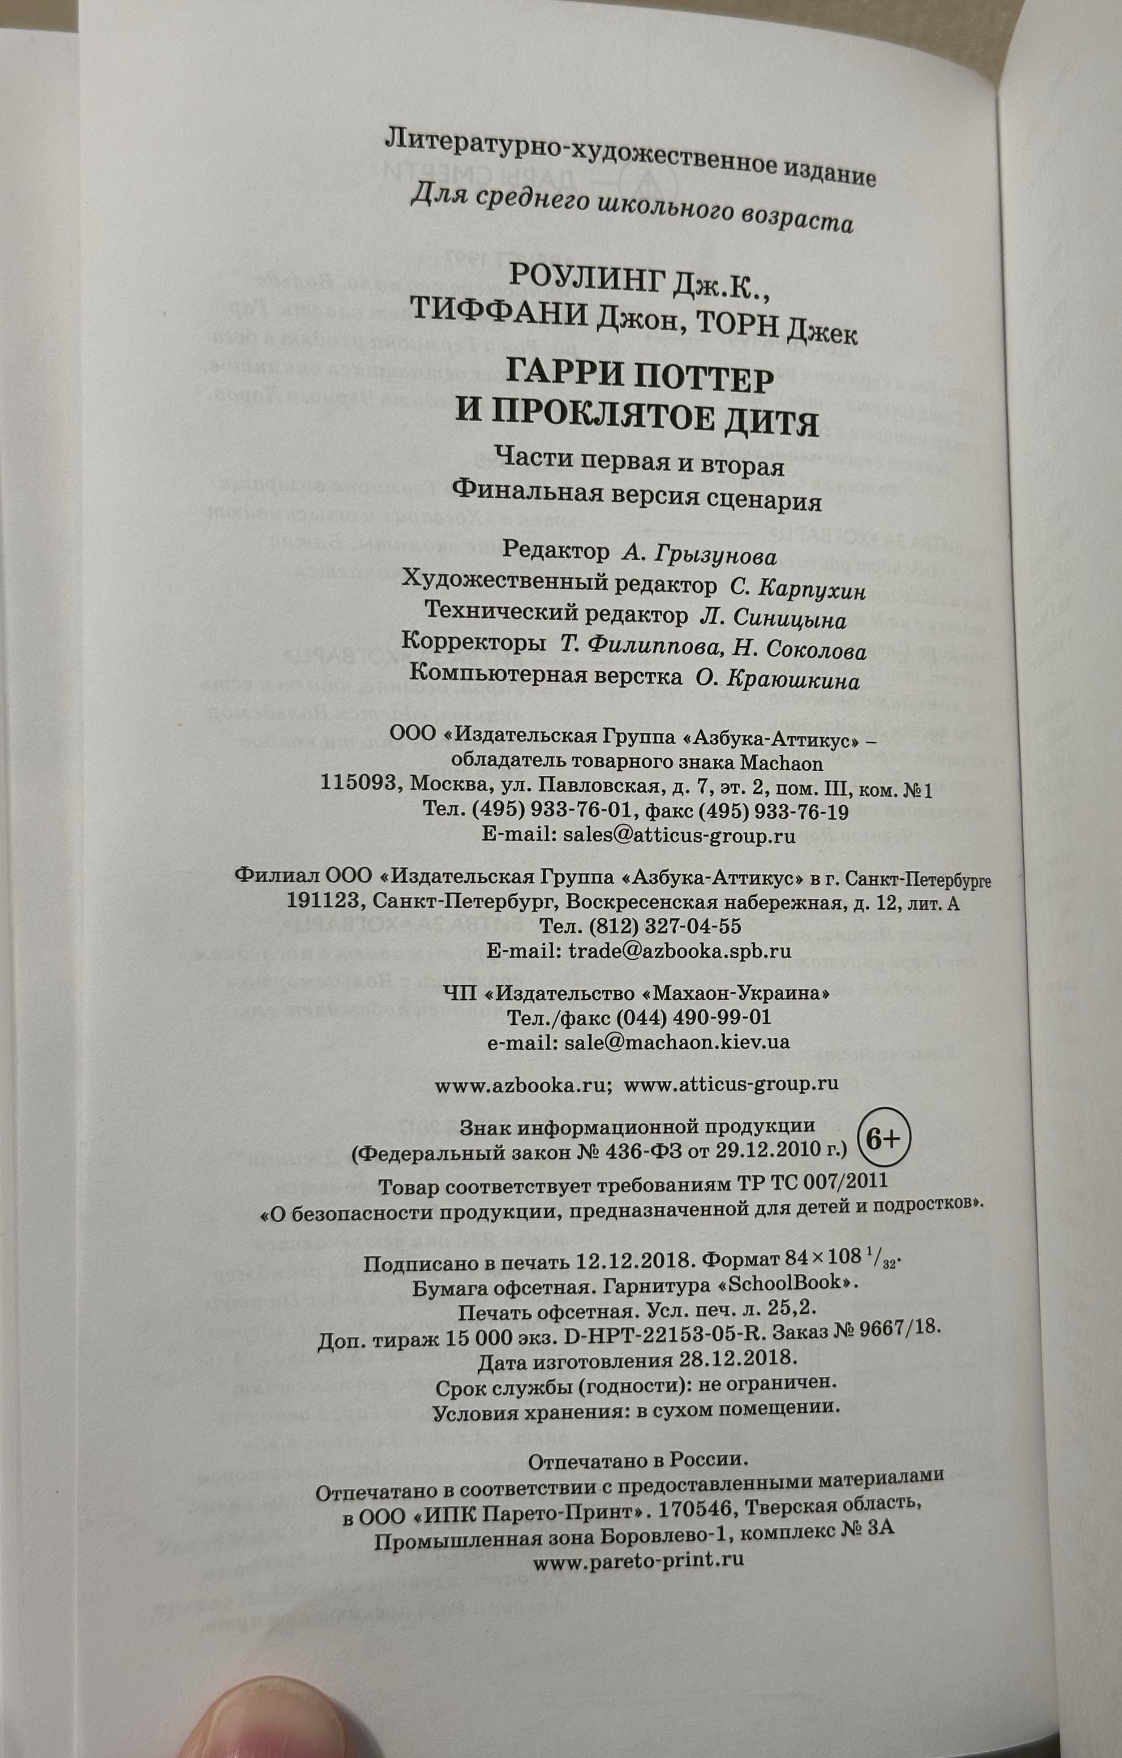 Литературно-художественное издание
Для среднего школьного возраста
РОУЛИНГ Дж.К.,
ТИФФАНИ Джон, ТОРН Джек
ГАРРИ ПОТТЕР
И ПРОКЛЯТОЕ ДИТЯ
Части первая и вторая
Финальная версия сценария
Редактор А. Грызунова
Художественный редактор С. Карпухин
Технический редактор Л. Синицына
Корректоры Т. Филиппова, Н. Соколова
Компьютерная верстка О. Краюшкина
ООО «Издательская Группа «Азбука-Аттикус» –
обладатель товарного знака Machaon
115093, Москва, ул. Павловская, д. 7, эт. 2, пом. III, ком. №1
Тел. (495) 933-76-01, факс (495) 933-76-19
E-mail: sales@atticus-group.ru
Филиал ООО «Издательская Группа «Азбука-Аттикус» в г. Санкт-Петербурге
191123, Санкт-Петербург, Воскресенская набережная, д. 12, лит. А
Тел. (812) 327-04-55
E-mail: trade@azbooka.spb.ru
ЧП «Издательство «Махаон-Украина»
Тел./факс (044) 490-99-01
e-mail: sale@machaon.kiev.ua
www.azbooka.ru; www.atticus-group.ru
Знак информационной продукции
(Федеральный закон № 436-ФЗ от 29.12.2010 г.) 6+
Товар соответствует требованиям ТР ТС 007/2011
«О безопасности продукции, предназначенной для детей и подростков».
Подписано в печать 12.12.2018. Формат 84×108 1/32.
Бумага офсетная. Гарнитура «SchoolBook».
Печать офсетная. Усл. печ. л. 25,2.
Доп. тираж 15 000 экз. D-HPT-22153-05-R. Заказ № 9667/18.
Дата изготовления 28.12.2018.
Срок службы (годности): не ограничен.
Условия хранения: в сухом помещении.
Отпечатано в России.
Отпечатано в соответствии с предоставленными материалами
в ООО «ИПК Парето-Принт». 170546, Тверская область,
Промышленная зона Боровлево-1, комплекс № 3А
www.pareto-print.ru